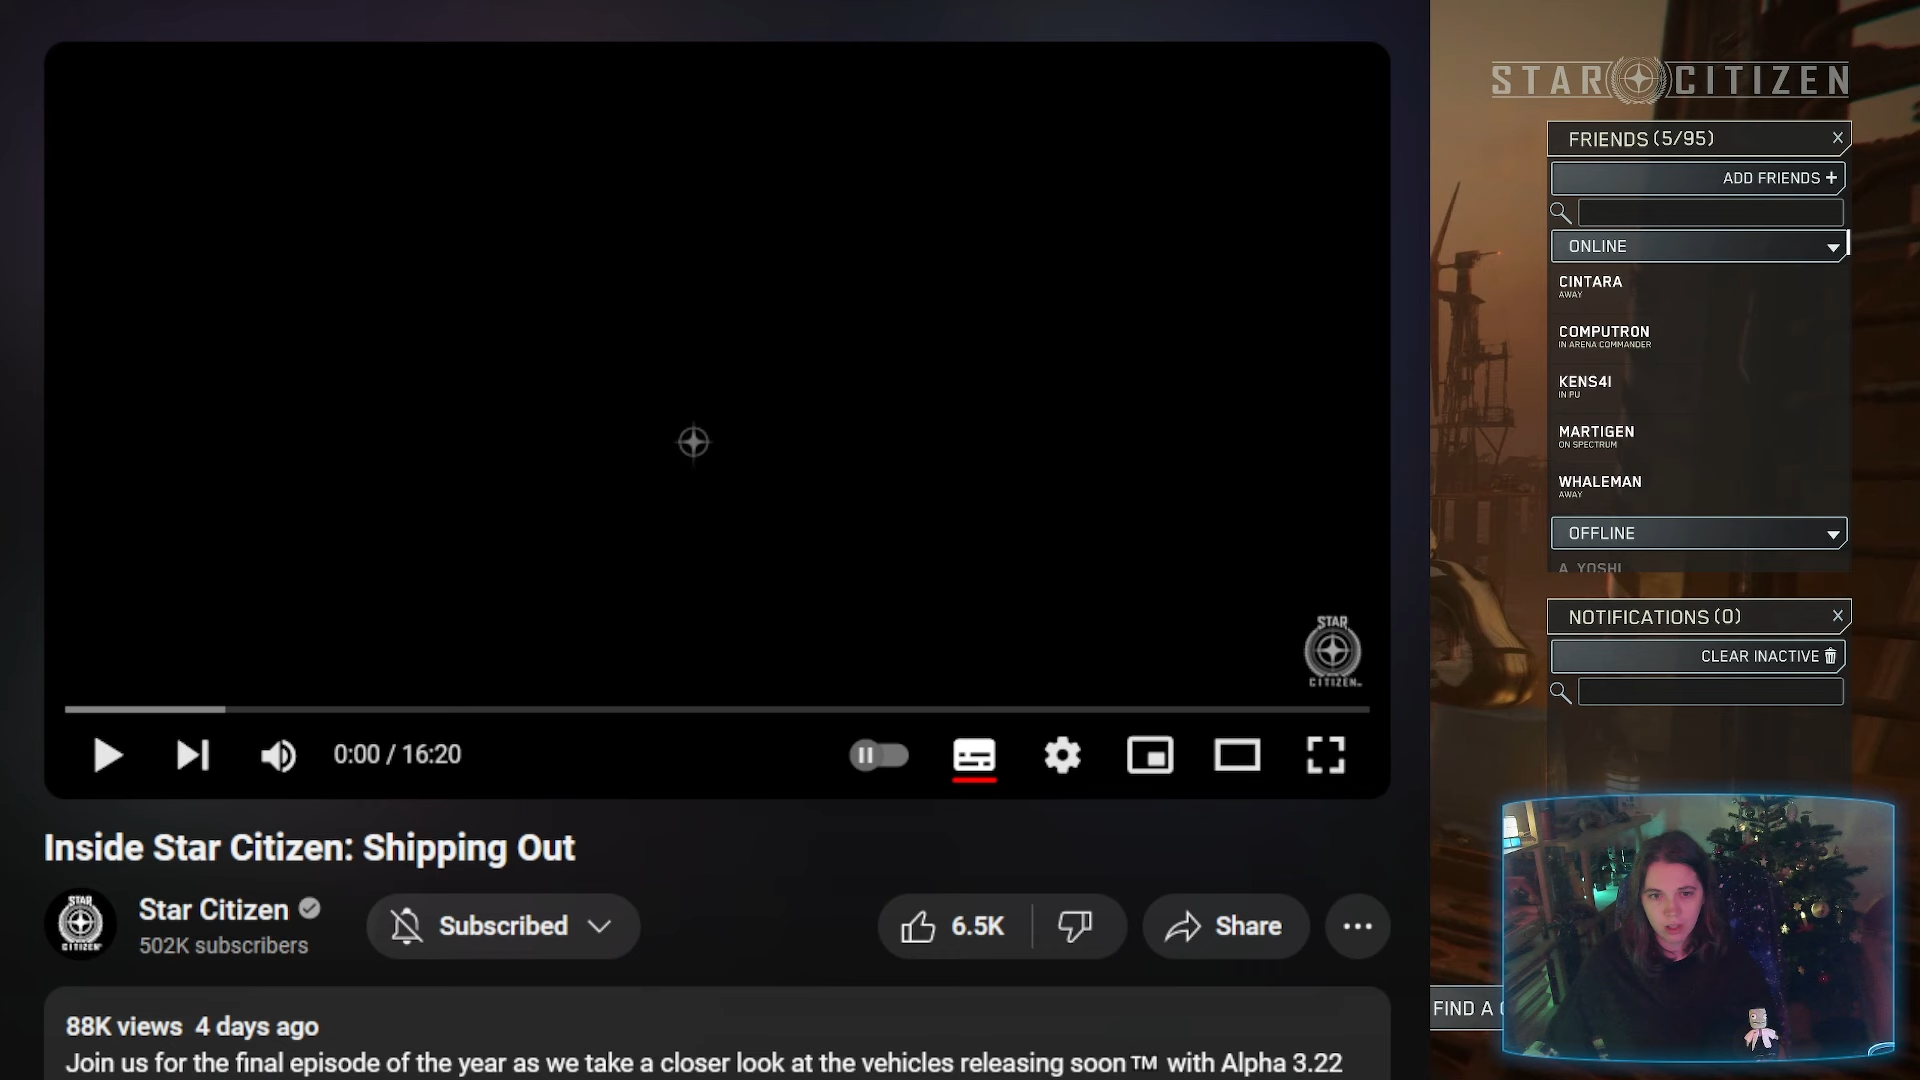 STAR CITIZEN
FRIENDS (5/95)
ADD FRIENDS +
ONLINE
CINTARA
AWAY
COMPUTRON
IN ARENA COMMANDER
KENS4I
IN PU
MARTIGEN
ON SPECTRUM
WHALEMAN
AWAY
OFFLINE
A_YOSHI
NOTIFICATIONS (0)
CLEAR INACTIVE
FIND A
STAR
CITIZEN
0:00 / 16:20
Inside Star Citizen: Shipping Out
STAR
CITIZEN
Star Citizen
502K subscribers
Subscribed
6.5K
Share
88K views 4 days ago
Join us for the final episode of the year as we take a closer look at the vehicles releasing soon™ with Alpha 3.22